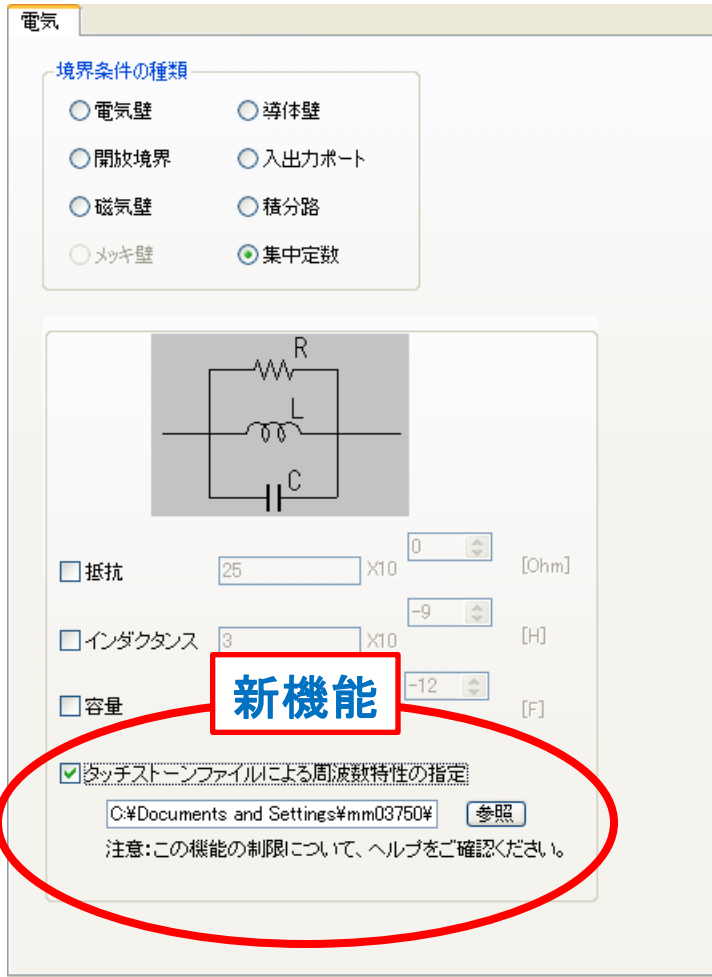 電気
境界条件の種類
電気壁 導体壁
開放境界 入出力ポート
磁気壁 積分路
メッキ壁 集中定数
R
L
C
抵抗 25 X10 0 [Ohm]
インダクタンス 3 X10 -9 [H]
容量 -12 [F]
新機能
タッチストーンファイルによる周波数特性の指定
C:¥Documents and Settings¥mm03750¥ 参照
注意:この機能の制限について、ヘルプをご確認ください。